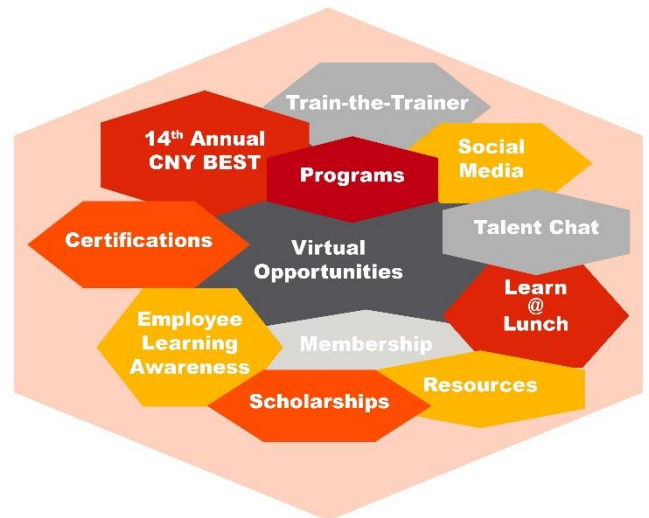 Train-the-Trainer
14th Annual
CNY BEST
Social
Media
Programs
Talent Chat
Certifications
Virtual
Opportunities
Learn
@
Lunch
Employee
Learning
Awareness
Membership
Resources
Scholarships